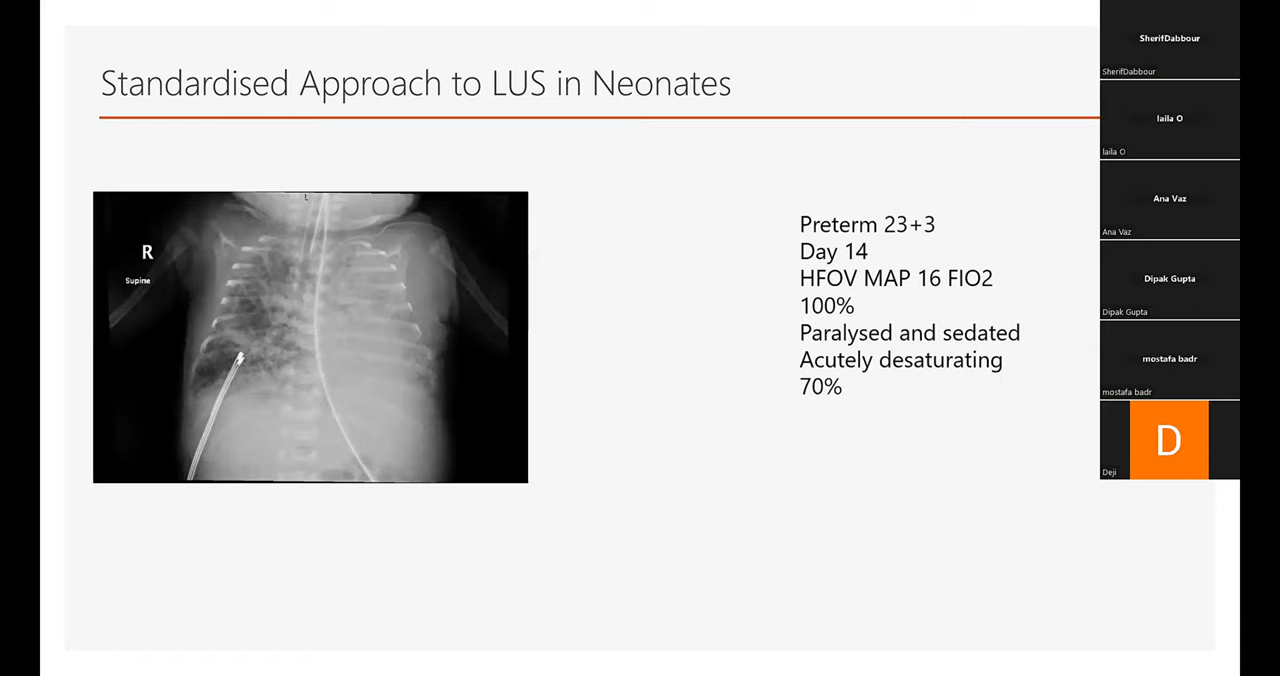 Standardised Approach to LUS in Neonates
L
R
Supine
Preterm 23+3
Day 14
HFOV MAP 16 FIO2
100%
Paralysed and sedated
Acutely desaturating
70%
SherifDabbour
SherifDabbour
laila O
laila O
Ana Vaz
Ana Vaz
Dipak Gupta
Dipak Gupta
mostafa badr
mostafa badr
D
Deji